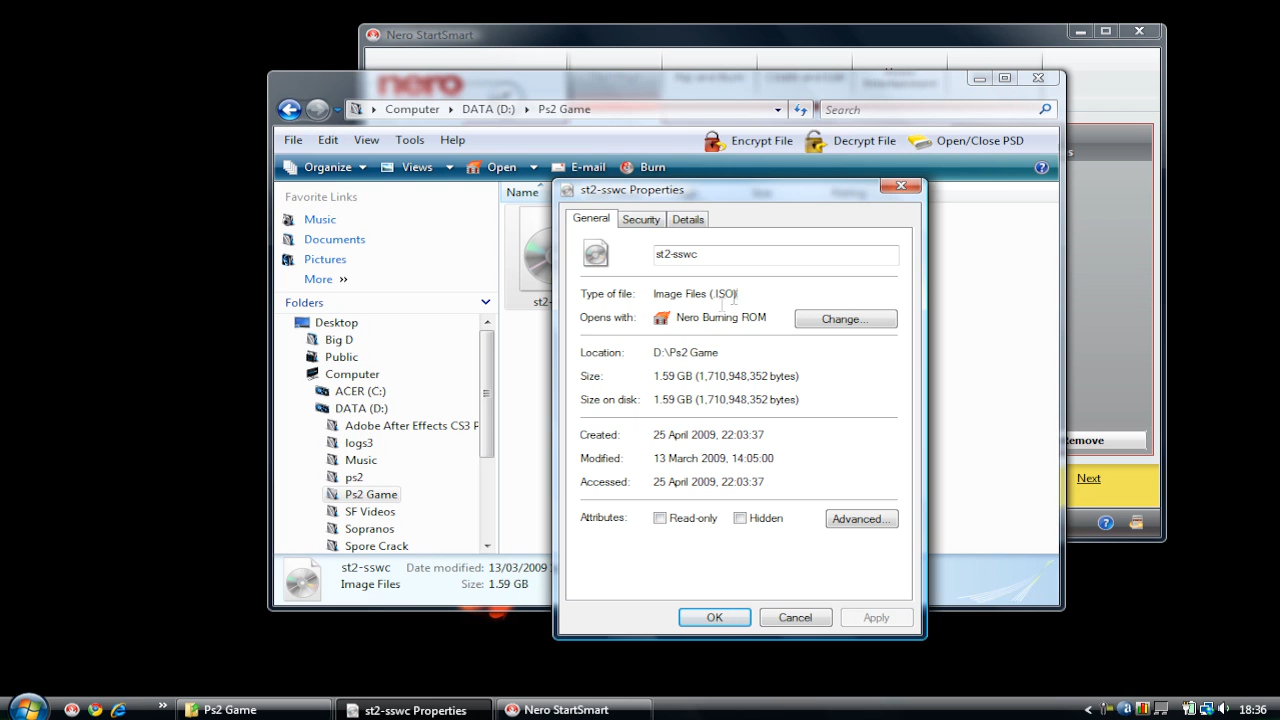 Nero StartSmart
nero
Computer DATA (D:) Ps2 Game
Search
File Edit View Tools Help
Encrypt File Decrypt File Open/Close PSD
Organize Views Open E-mail Burn
st2-sswc Properties
Favorite Links
Name
Music
Documents
Pictures
More »
Folders
Desktop
Big D
Public
Computer
ACER (C:)
DATA (D:)
Adobe After Effects CS3 P
logs3
Music
ps2
Ps2 Game
SF Videos
Sopranos
Spore Crack
st2-
General Security Details
st2-sswc
Type of file: Image Files (.ISO)
Opens with: Nero Burning ROM Change...
Location: D:\Ps2 Game
Size: 1.59 GB (1,710,948,352 bytes)
Size on disk: 1.59 GB (1,710,948,352 bytes)
Created: 25 April 2009, 22:03:37
Modified: 13 March 2009, 14:05:00
Accessed: 25 April 2009, 22:03:37
Attributes: Read-only Hidden Advanced...
OK Cancel Apply
emove
Next
st2-sswc Date modified: 13/03/2009
Image Files Size: 1.59 GB
Ps2 Game st2-sswc Properties Nero StartSmart 18:36